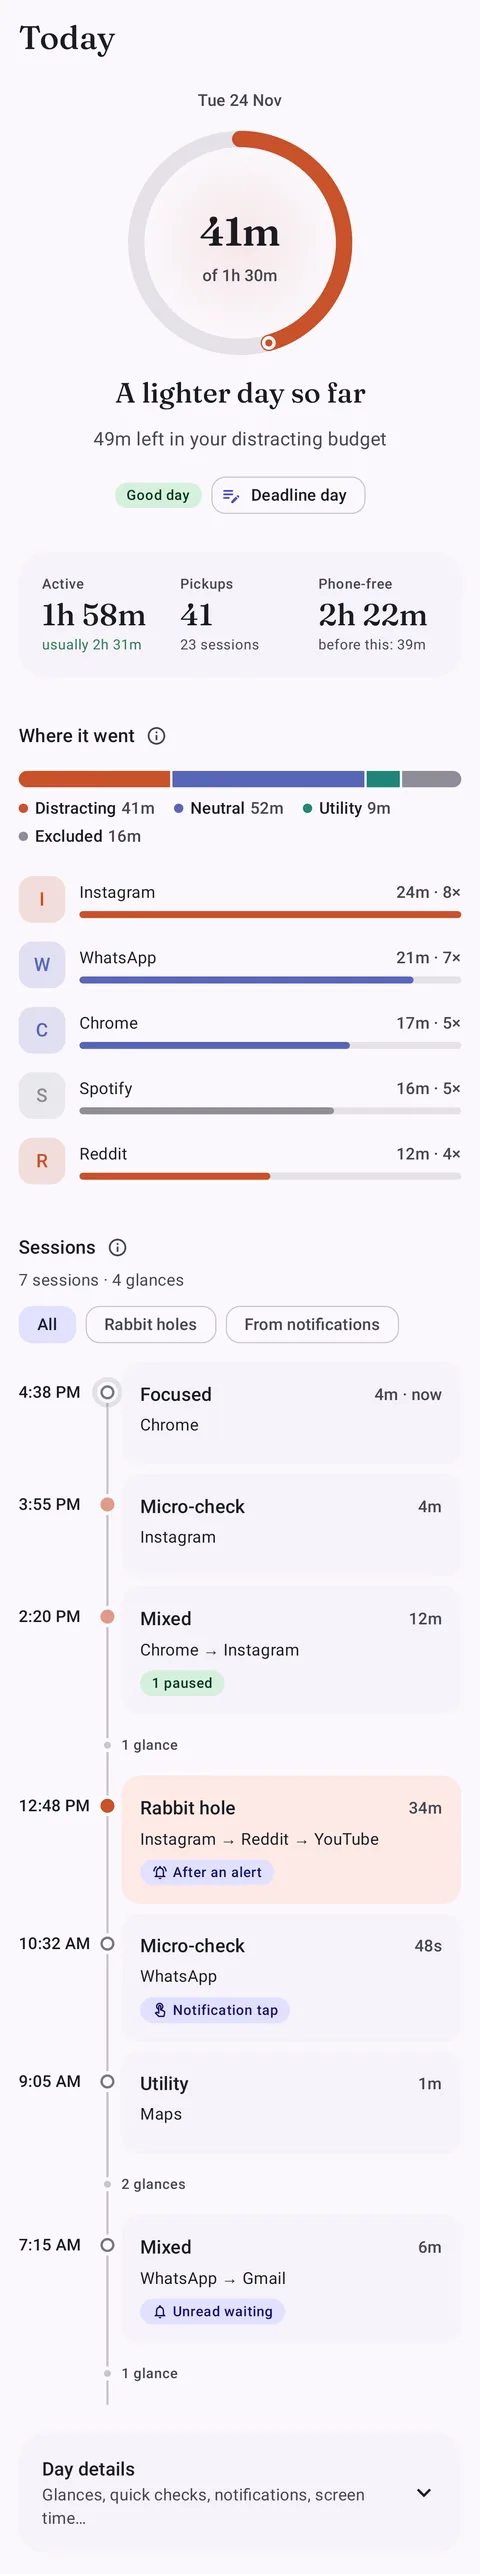 Today
Tue 24 Nov
41m
of 1h 30m
A lighter day so far
49m left in your distracting budget
Good day
Deadline day
Active
Pickups
Phone-free
1h 58m
41
2h 22m
usually 2h 31m
23 sessions
before this: 39m
Where it went
Distracting 41m
Neutral 52m
Utility 9m
Excluded 16m
I
Instagram
24m · 8×
W
WhatsApp
21m · 7×
C
Chrome
17m · 5×
S
Spotify
16m · 5×
R
Reddit
12m · 4×
Sessions
7 sessions · 4 glances
All
Rabbit holes
From notifications
4:38 PM
Focused
4m · now
Chrome
3:55 PM
Micro-check
4m
Instagram
2:20 PM
Mixed
12m
Chrome → Instagram
1 paused
1 glance
12:48 PM
Rabbit hole
34m
Instagram → Reddit → YouTube
After an alert
10:32 AM
Micro-check
48s
WhatsApp
Notification tap
9:05 AM
Utility
1m
Maps
2 glances
7:15 AM
Mixed
6m
WhatsApp → Gmail
Unread waiting
1 glance
Day details
Glances, quick checks, notifications, screen
time…